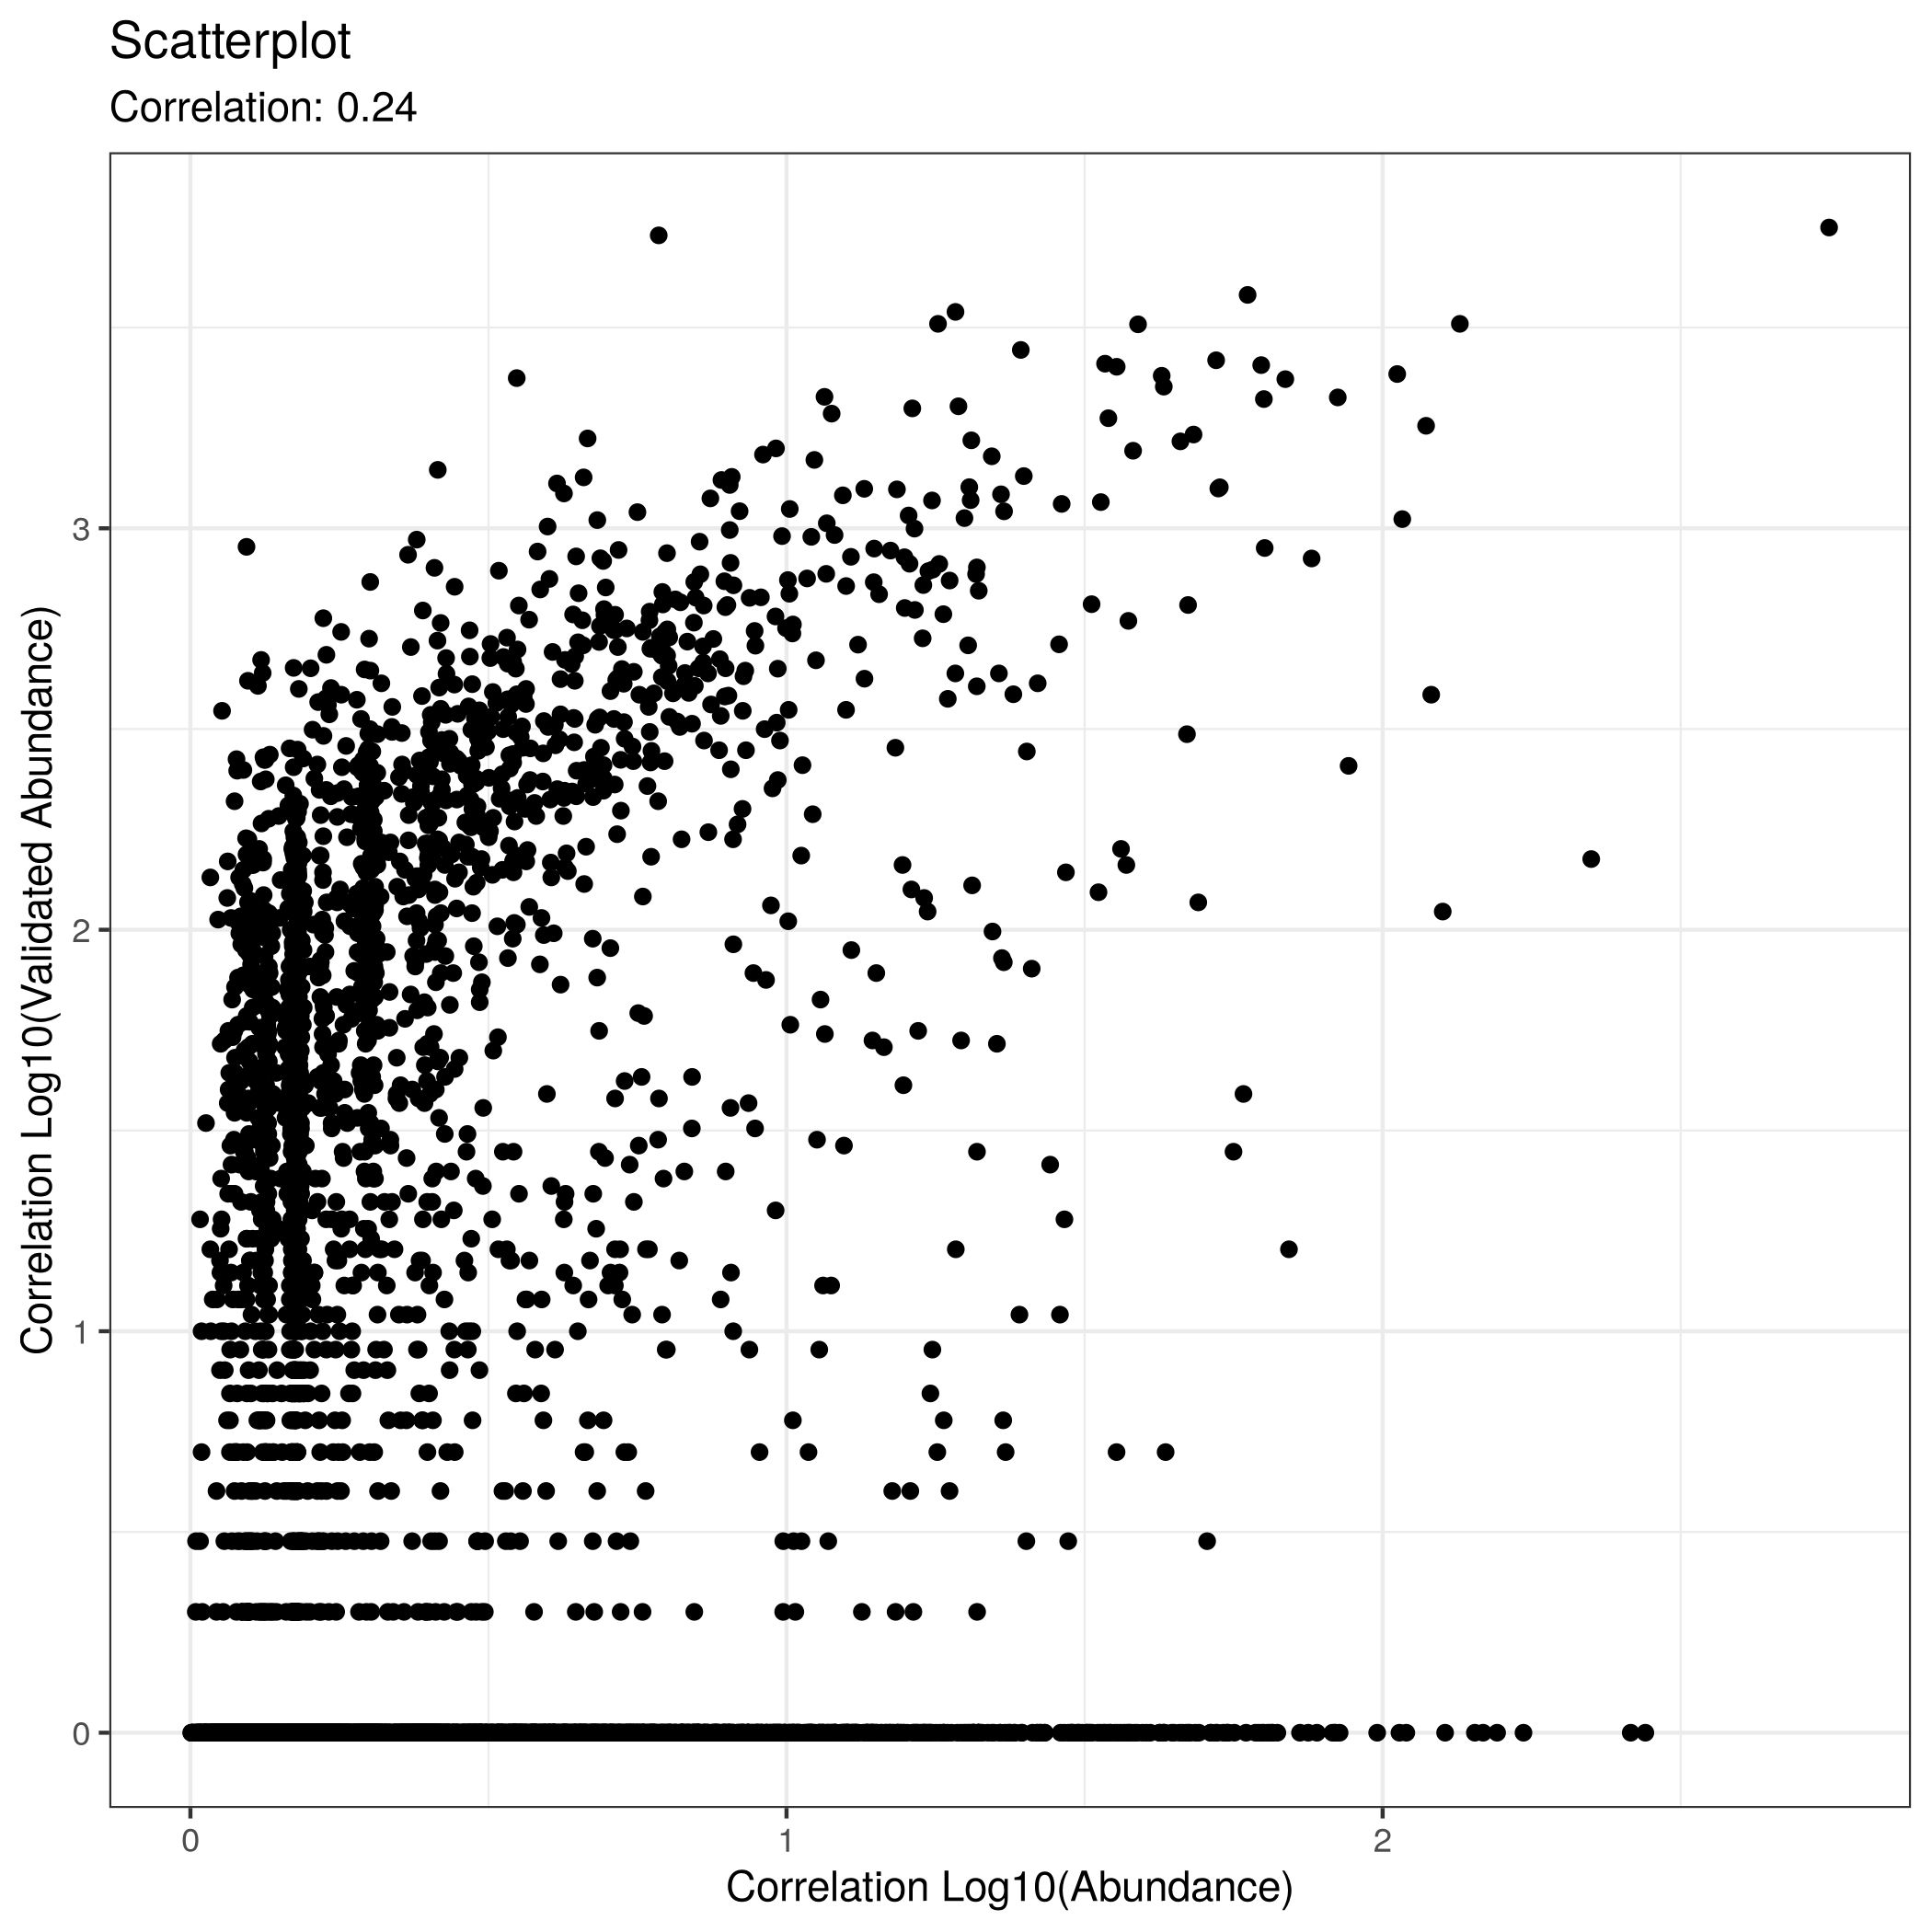 Scatterplot
Correlation: 0.24
Correlation Log10(Validated Abundance)
3
2
1
0
0 1 2
Correlation Log10(Abundance)